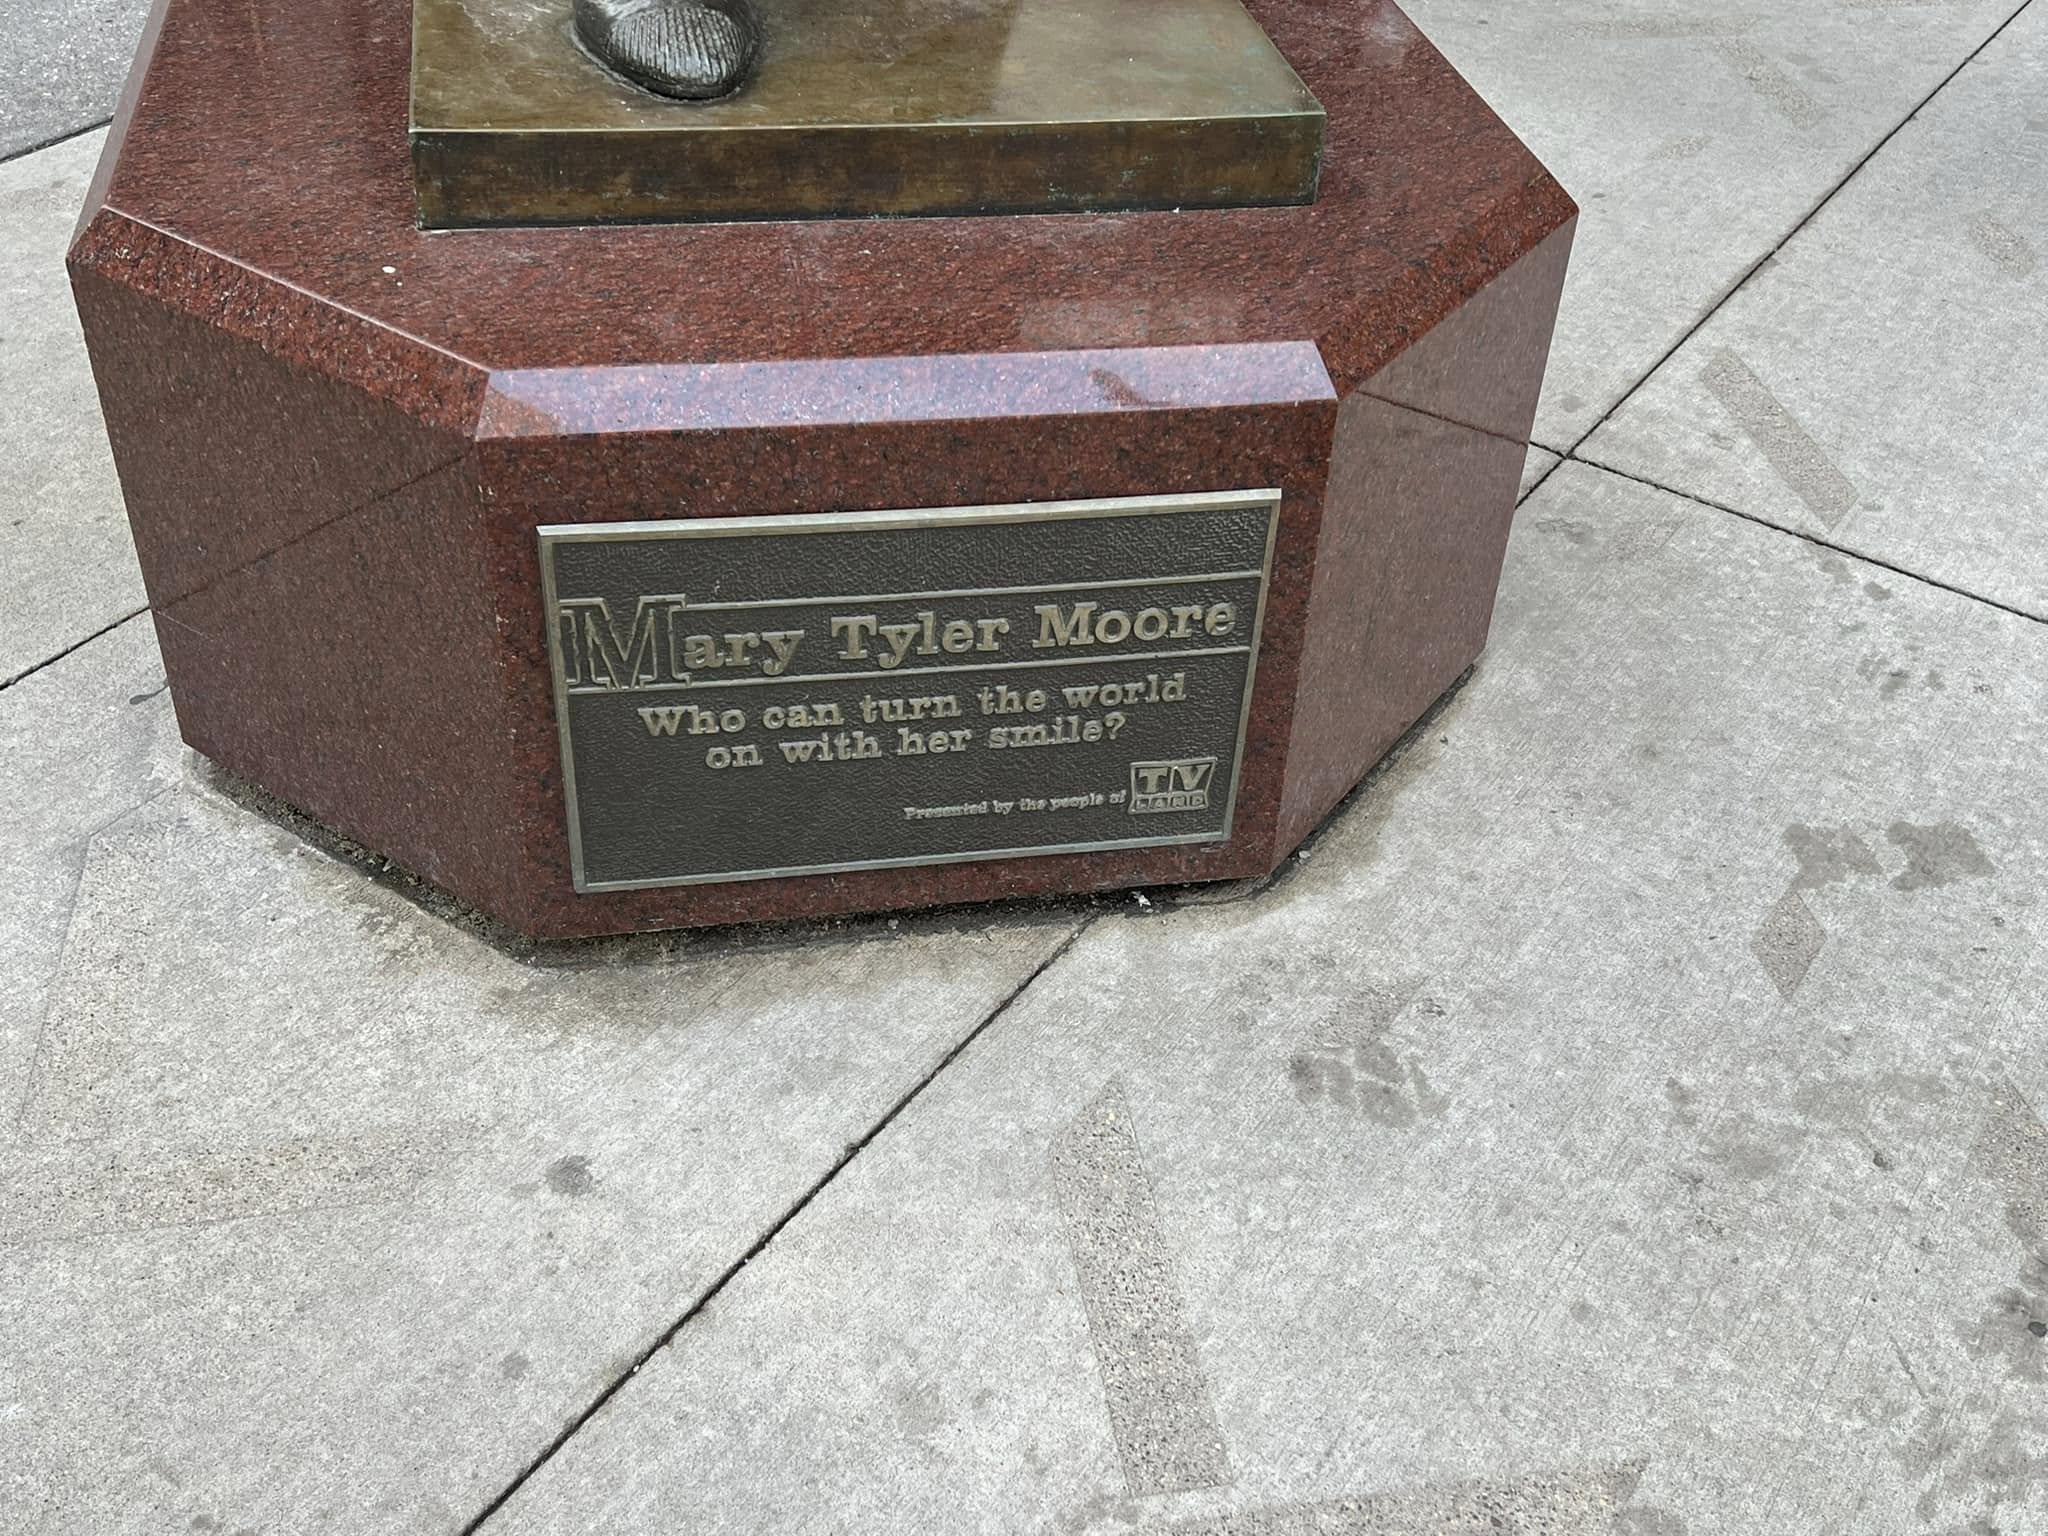 Mary Tyler Moore
Who can turn the world
on with her smile?
Presented by the people of TV
LAND